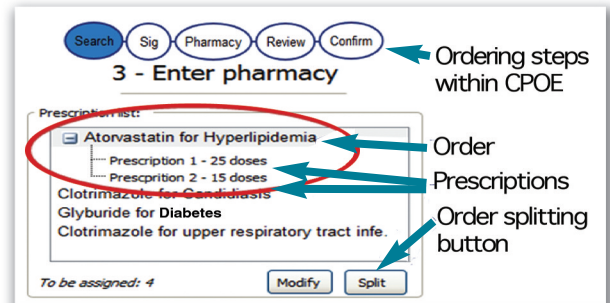 Search Sig Pharmacy Review Confirm
Ordering steps
within CPOE
3 - Enter pharmacy
Prescription list:
Atorvastatin for Hyperlipidemia
Order
Prescription 1 - 25 doses
Prescprition 2 - 15 doses
Prescriptions
Clotrimazole for Candidiasis
Glyburide for Diabetes
Order splitting
button
Clotrimazole for upper respiratory tract infe.
To be assigned: 4
Modify
Split